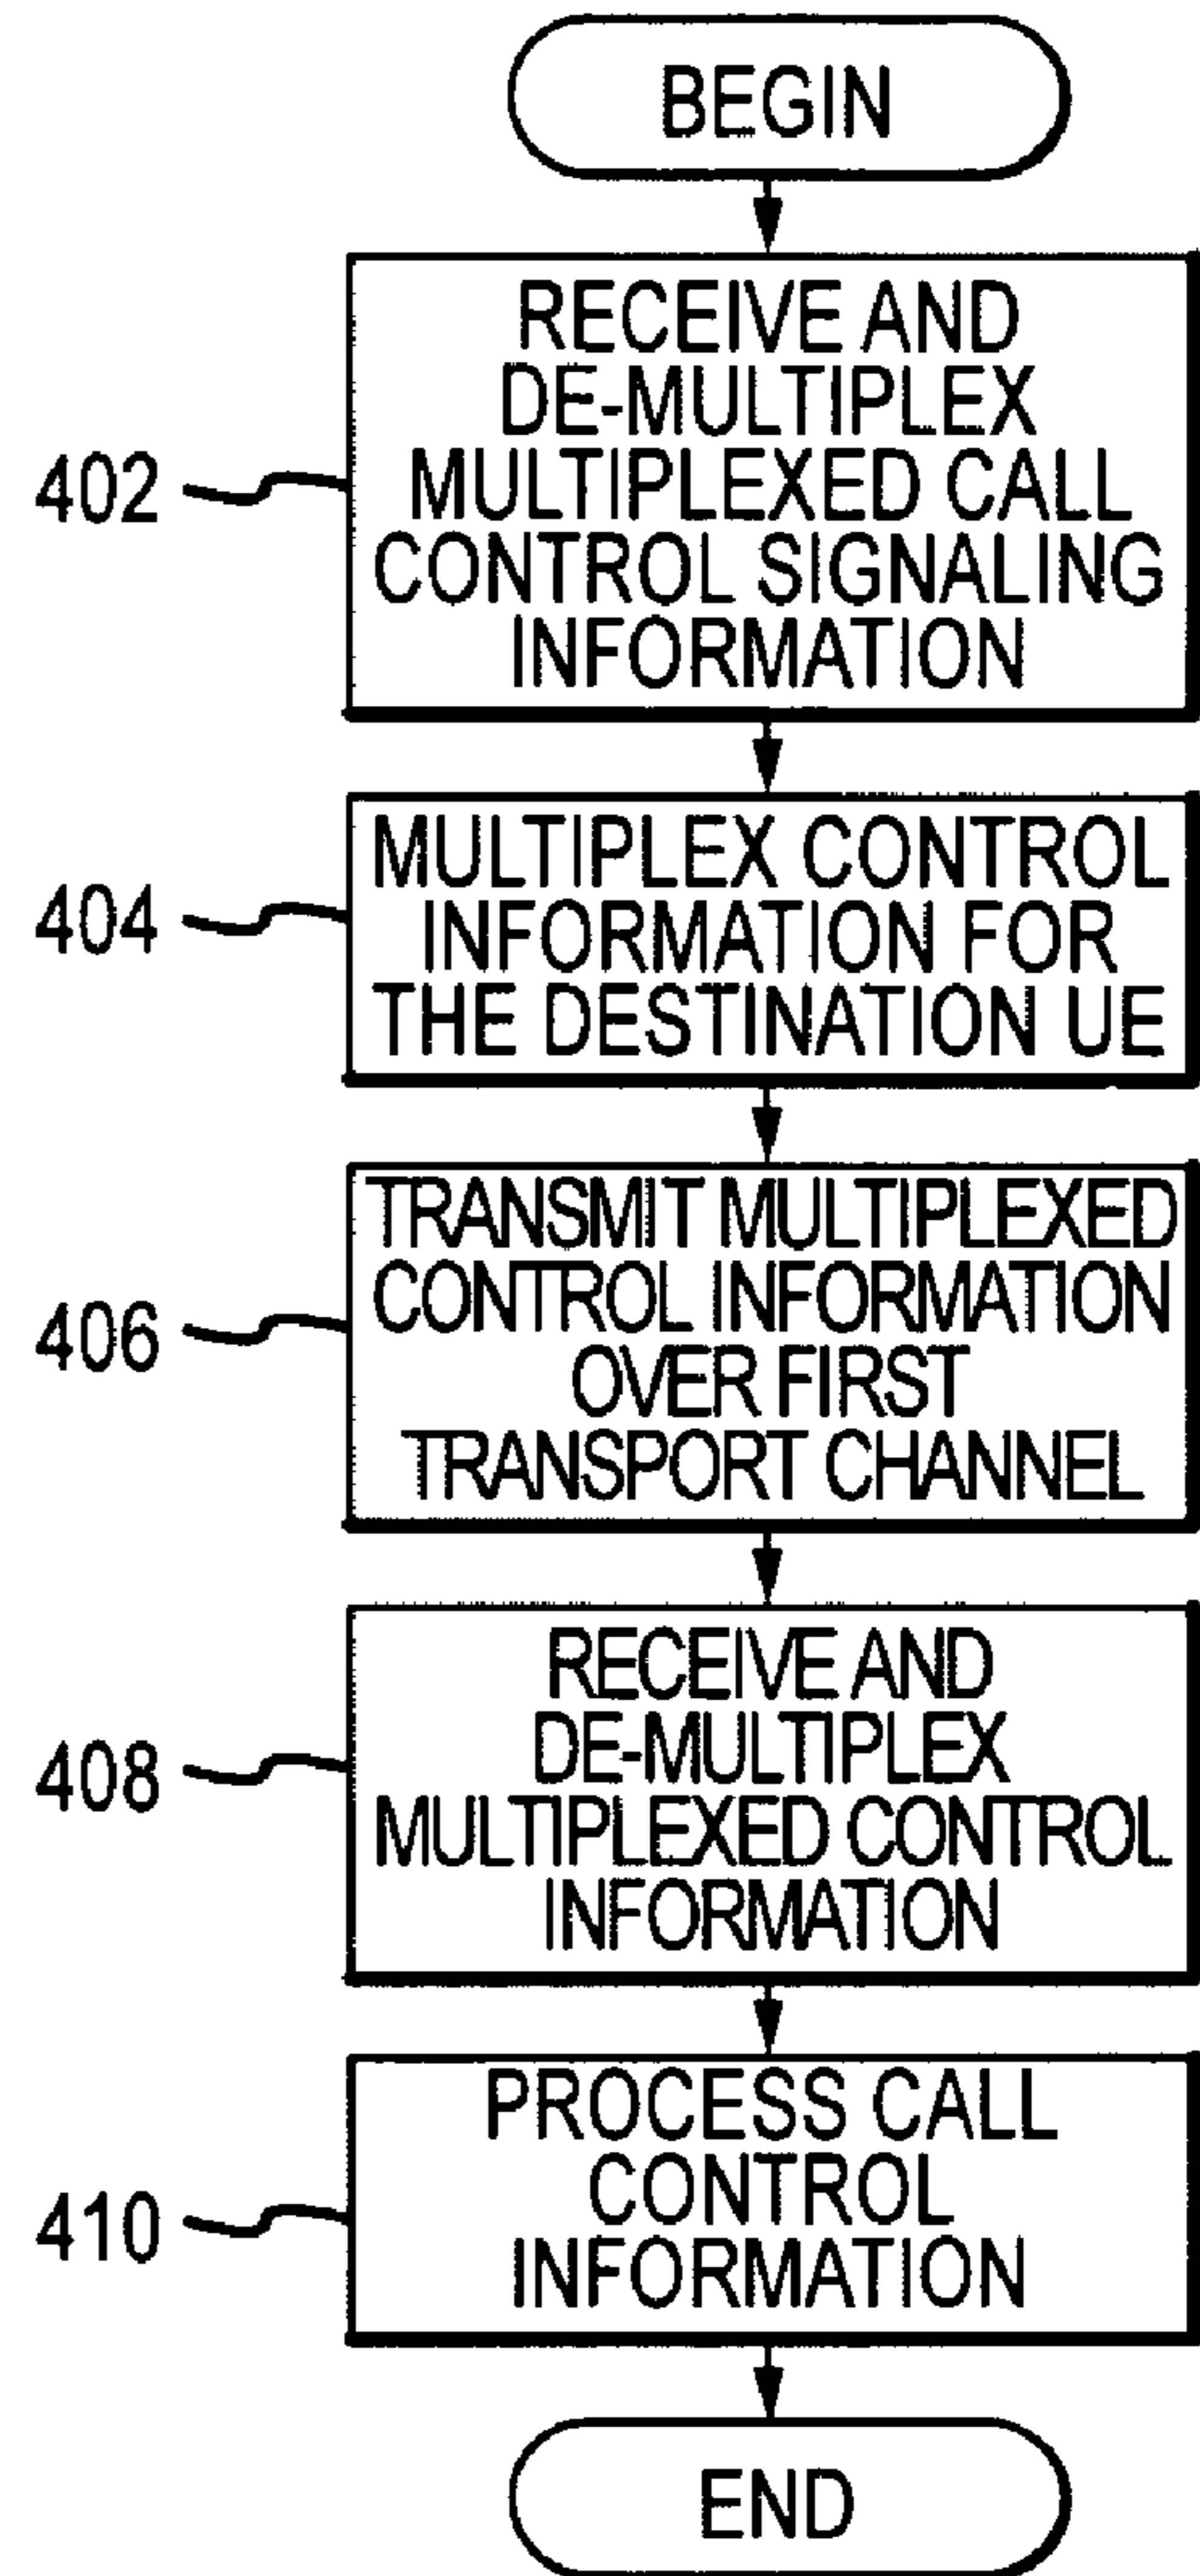 BEGIN
RECEIVE AND
DE-MULTIPLEX
MULTIPLEXED CALL
CONTROL SIGNALING
INFORMATION
402
MULTIPLEX CONTROL
INFORMATION FOR
THE DESTINATION UE
404
TRANSMIT MULTIPLEXED
CONTROL INFORMATION
OVER FIRST
TRANSPORT CHANNEL
406
RECEIVE AND
DE-MULTIPLEX
MULTIPLEXED CONTROL
INFORMATION
408
PROCESS CALL
CONTROL
INFORMATION
410
END